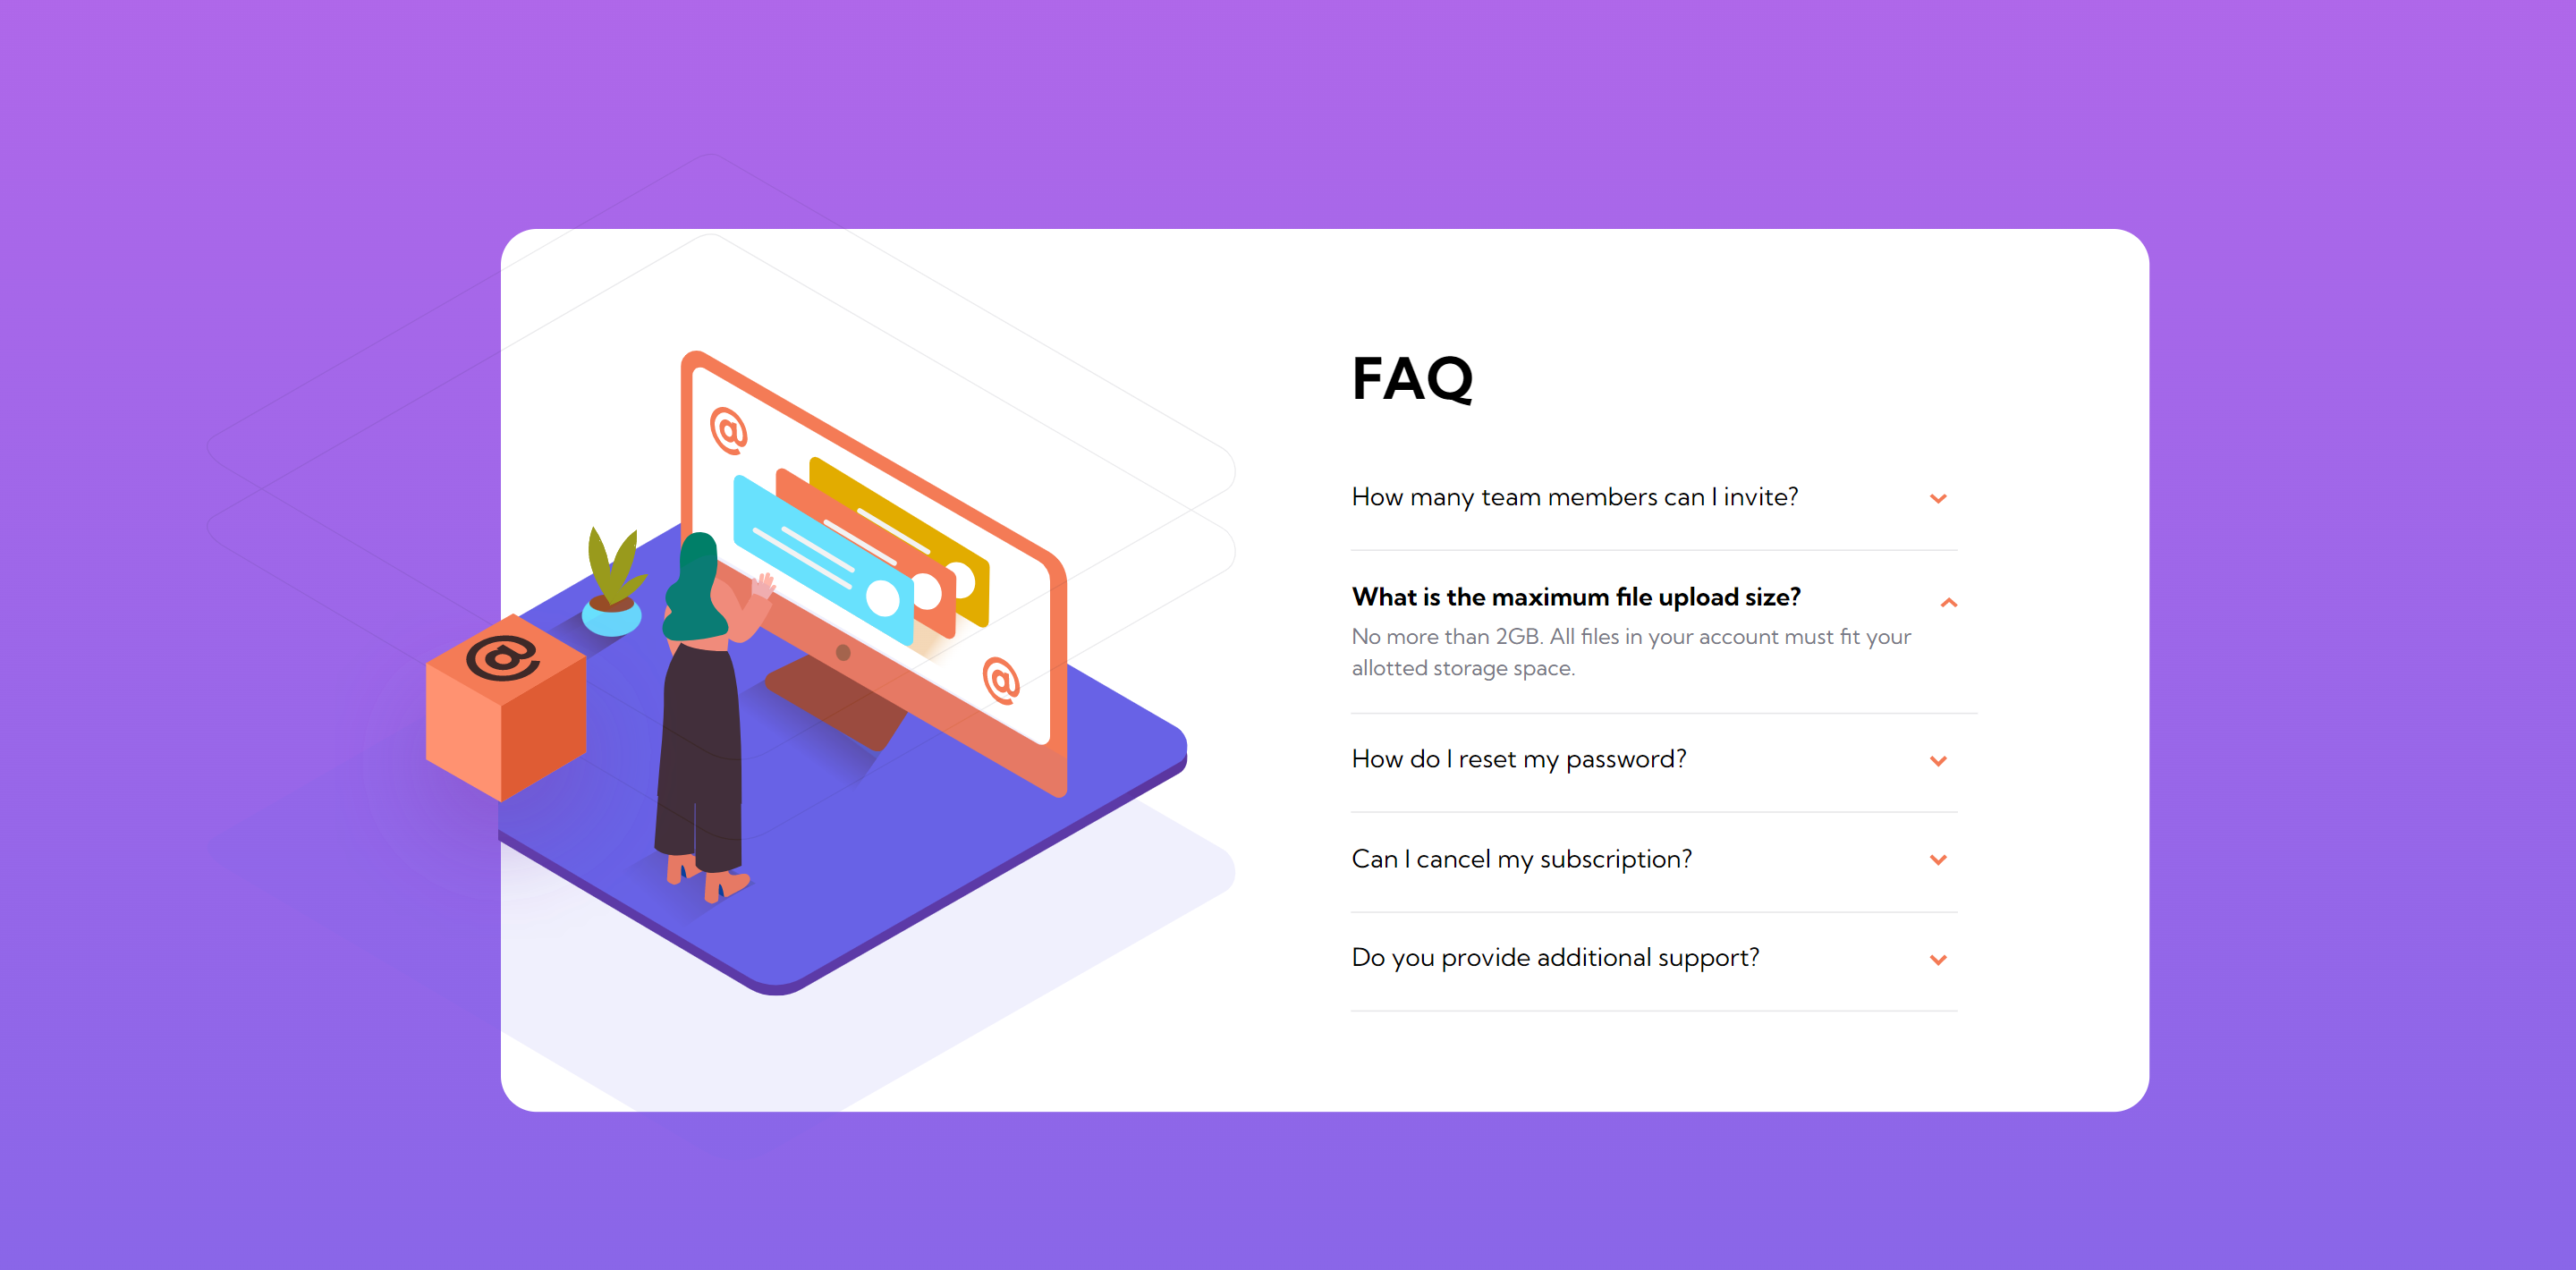 @
@
@
FAQ
How many team members can I invite?
What is the maximum file upload size?
No more than 2GB. All files in your account must fit your
allotted storage space.
How do I reset my password?
Can I cancel my subscription?
Do you provide additional support?